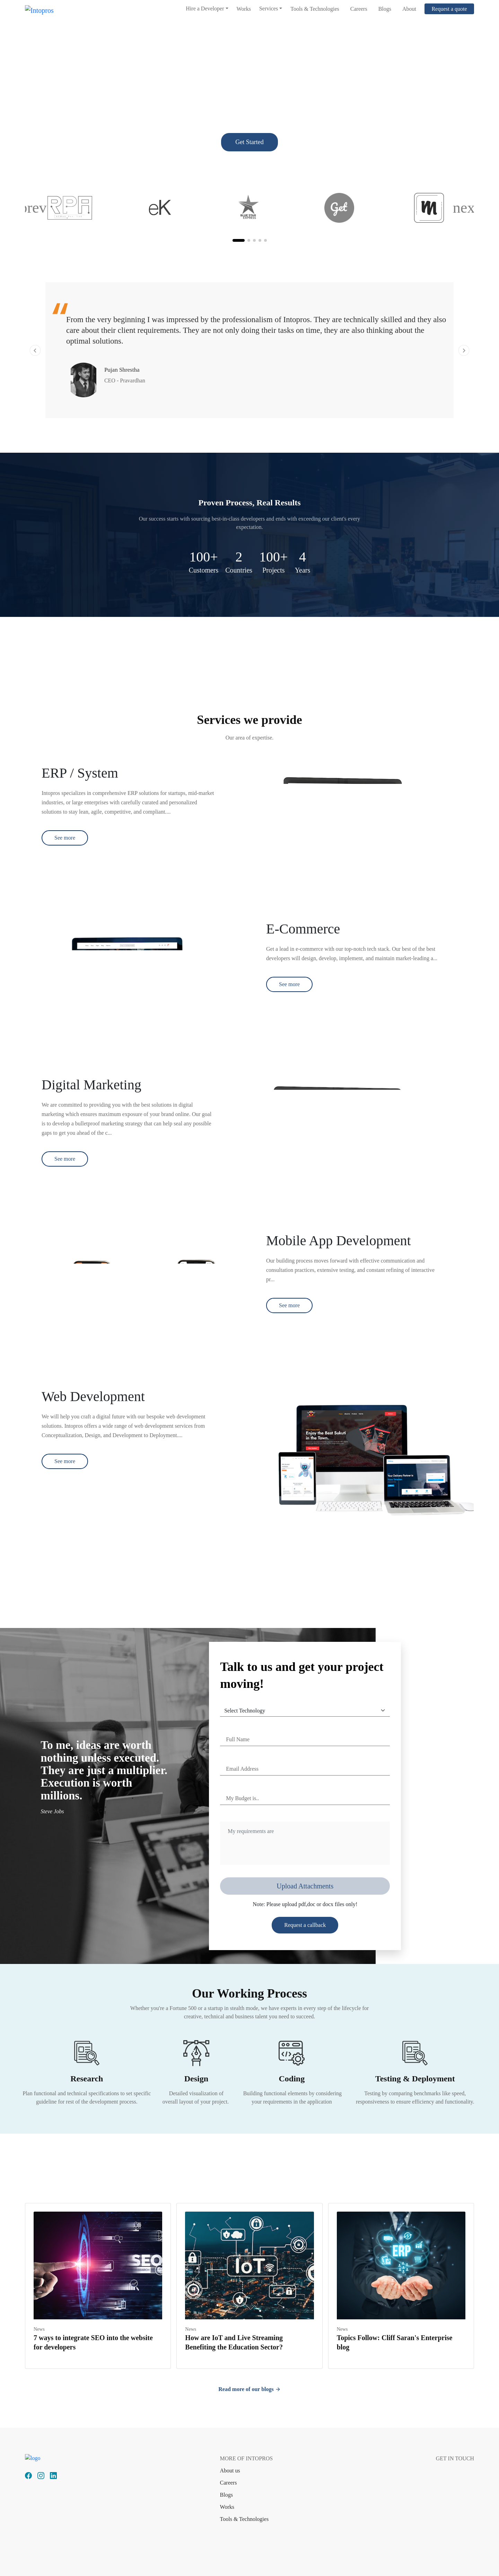 Intopros
Hire a Developer
Works
Services
Tools & Technologies
Careers
Blogs
About
Request a quote
Get Started
prev
RPA
eK
Get
m
nex
From the very beginning I was impressed by the professionalism of Intopros. They are technically skilled and they also
care about their client requirements. They are not only doing their tasks on time, they are also thinking about the
optimal solutions.
Pujan Shrestha
CEO - Pravardhan
Proven Process, Real Results
Our success starts with sourcing best-in-class developers and ends with exceeding our client's every
expectation.
100+
2
100+
4
Customers
Countries
Projects
Years
Services we provide
Our area of expertise.
ERP / System
Intopros specializes in comprehensive ERP solutions for startups, mid-market
industries, or large enterprises with carefully curated and personalized
solutions to stay lean, agile, competitive, and compliant....
See more
E-Commerce
Get a lead in e-commerce with our top-notch tech stack. Our best of the best
developers will design, develop, implement, and maintain market-leading a...
See more
Digital Marketing
We are committed to providing you with the best solutions in digital
marketing which ensures maximum exposure of your brand online. Our goal
is to develop a bulletproof marketing strategy that can help seal any possible
gaps to get you ahead of the r...
See more
Mobile App Development
Our building process moves forward with effective communication and
consultation practices, extensive testing, and constant refining of interactive
pr...
See more
Web Development
We will help you craft a digital future with our bespoke web development
solutions. Intopros offers a wide range of web development services from
Conceptualization, Design, and Development to Deployment....
See more
Enjoy the Best Sekuwa
in the Town.
To me, ideas are worth
nothing unless executed.
They are just a multiplier.
Execution is worth
millions.
Steve Jobs
Talk to us and get your project
moving!
Select Technology
Full Name
Email Address
My Budget is..
My requirements are
Upload Attachments
Note: Please upload pdf,doc or docx files only!
Request a callback
Our Working Process
Whether you're a Fortune 500 or a startup in stealth mode, we have experts in every step of the lifecycle for
creative, technical and business talent you need to succeed.
Research
Plan functional and technical specifications to set specific
guideline for rest of the development process.
Design
Detailed visualization of
overall layout of your project.
Coding
Building functional elements by considering
your requirements in the application
Testing & Deployment
Testing by comparing benchmarks like speed,
responsiveness to ensure efficiency and functionality.
SEO
IoT
ERP
News
7 ways to integrate SEO into the website
for developers
News
How are IoT and Live Streaming
Benefiting the Education Sector?
News
Topics Follow: Cliff Saran's Enterprise
blog
Read more of our blogs
logo
MORE OF INTOPROS
About us
Careers
Blogs
Works
Tools & Technologies
GET IN TOUCH